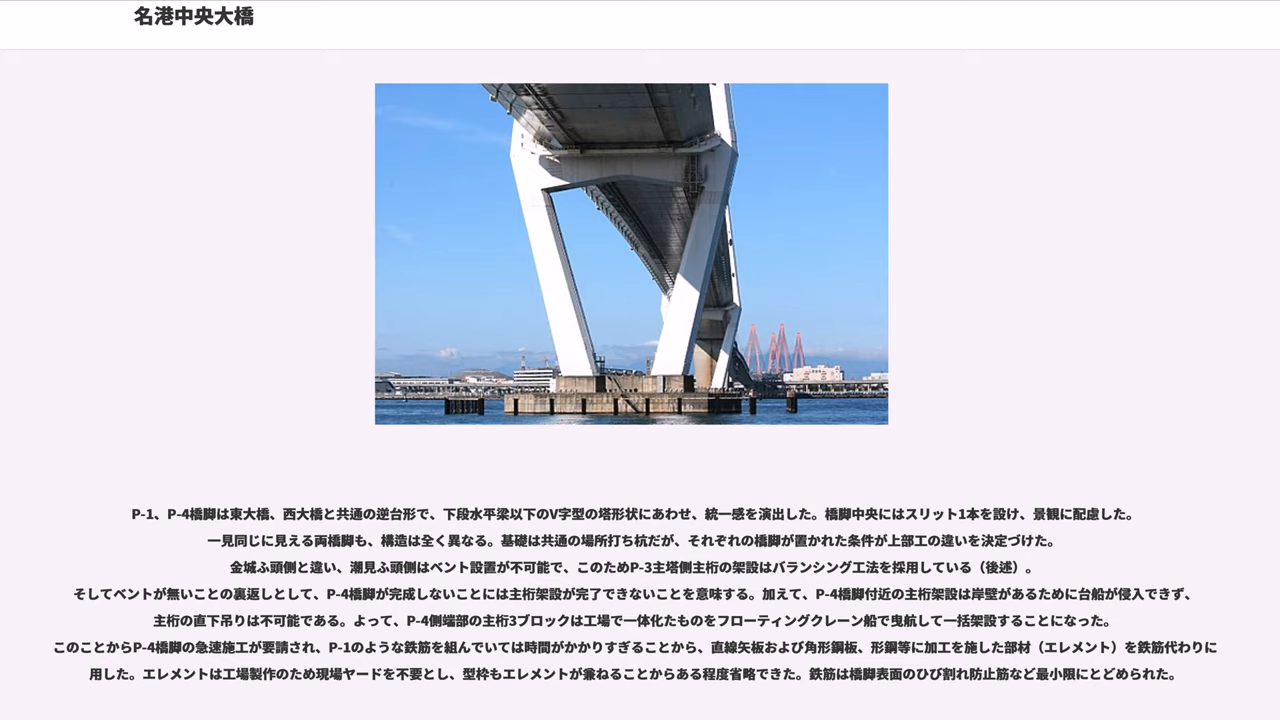 名港中央大橋
P-1、P-4橋脚は東大橋、西大橋と共通の逆台形で、下段水平梁以下のV字型の塔形状にあわせ、統一感を演出した。橋脚中央にはスリット1本を設け、景観に配慮した。
一見同じに見える両橋脚も、構造は全く異なる。基礎は共通の場所打ち杭だが、それぞれの橋脚が置かれた条件が上部工の違いを決定づけた。
金城ふ頭側と違い、潮見ふ頭側はベント設置が不可能で、このためP-3主塔側主桁の架設はバランシング工法を採用している（後述）。
そしてベントが無いことの裏返しとして、P-4橋脚が完成しないことには主桁架設が完了できないことを意味する。加えて、P-4橋脚付近の主桁架設は岸壁があるために台船が侵入できず、
主桁の直下吊りは不可能である。よって、P-4側端部の主桁3ブロックは工場で一体化たものをフローティングクレーン船で曳航して一括架設することになった。
このことからP-4橋脚の急速施工が要請され、P-1のような鉄筋を組んでいては時間がかかりすぎることから、直線矢板および角形鋼板、形鋼等に加工を施した部材（エレメント）を鉄筋代わりに
用した。エレメントは工場製作のため現場ヤードを不要とし、型枠もエレメントが兼ねることからある程度省略できた。鉄筋は橋脚表面のひび割れ防止筋など最小限にとどめられた。